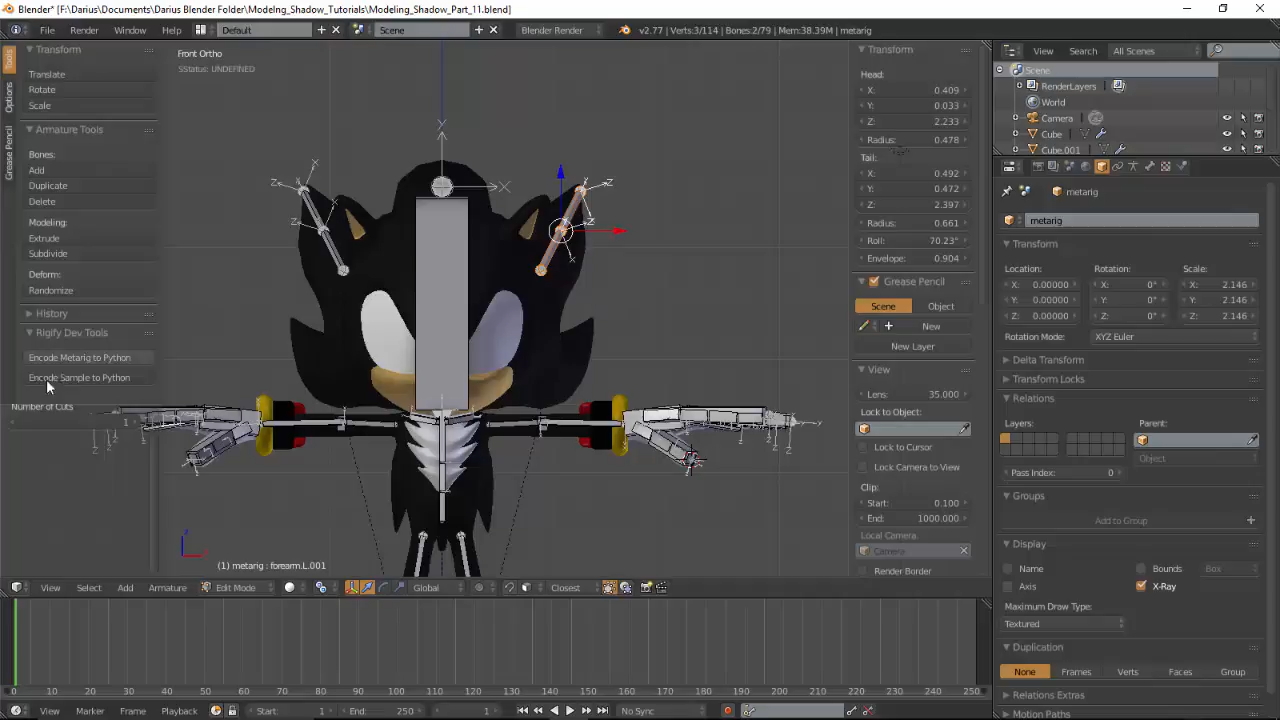 Blender* [F:\Darius\Documents\Darius Blender Folder\Modelng_Shadow_Tutorials\Modeling_Shadow_Part_11.blend]
File Render Window Help Default Scene Blender Render v2.77 | Verts:3/114 | Bones:2/79 | Mem:38.39M | metarig
View Search All Scenes
Tools
Options
Grease Pencil
Transform
Translate
Rotate
Scale
Armature Tools
Bones:
Add
Duplicate
Delete
Modeling:
Extrude
Subdivide
Deform:
Randomize
History
Rigify Dev Tools
Encode Metarig to Python
Encode Sample to Python
Number of Cuts
1
Front Ortho
SStatus: UNDEFINED
(1) metarig : forearm.L.001
Transform
Head:
X: 0.409
Y: 0.033
Z: 2.233
Radius: 0.478
Tail:
X: 0.492
Y: 0.472
Z: 2.397
Radius: 0.661
Roll: 70.23°
Envelope: 0.904
Grease Pencil
Scene Object
New
New Layer
View
Lens: 35.000
Lock to Object:
Lock to Cursor
Lock Camera to View
Clip:
Start: 0.100
End: 1000.000
Local Camera:
Camera
Render Border
Scene
RenderLayers
World
Camera
Cube
Cube.001
metarig
metarig
Transform
Location: Rotation: Scale:
X: 0.00000 X: 0° X: 2.146
Y: 0.00000 Y: 0° Y: 2.146
Z: 0.00000 Z: 0° Z: 2.146
Rotation Mode: XYZ Euler
Delta Transform
Transform Locks
Relations
Layers: Parent:
Object
Pass Index: 0
Groups
Add to Group
Display
Name Bounds Box
Axis X-Ray
Maximum Draw Type:
Textured
Duplication
None Frames Verts Faces Group
Relations Extras
Motion Paths
View Select Add Armature Edit Mode Global Closest
0 10 20 30 40 50 60 70 80 90 100 110 120 130 140 150 160 170 180 190 200 210 220 230 240 250
View Marker Frame Playback Start: 1 End: 250 1 No Sync